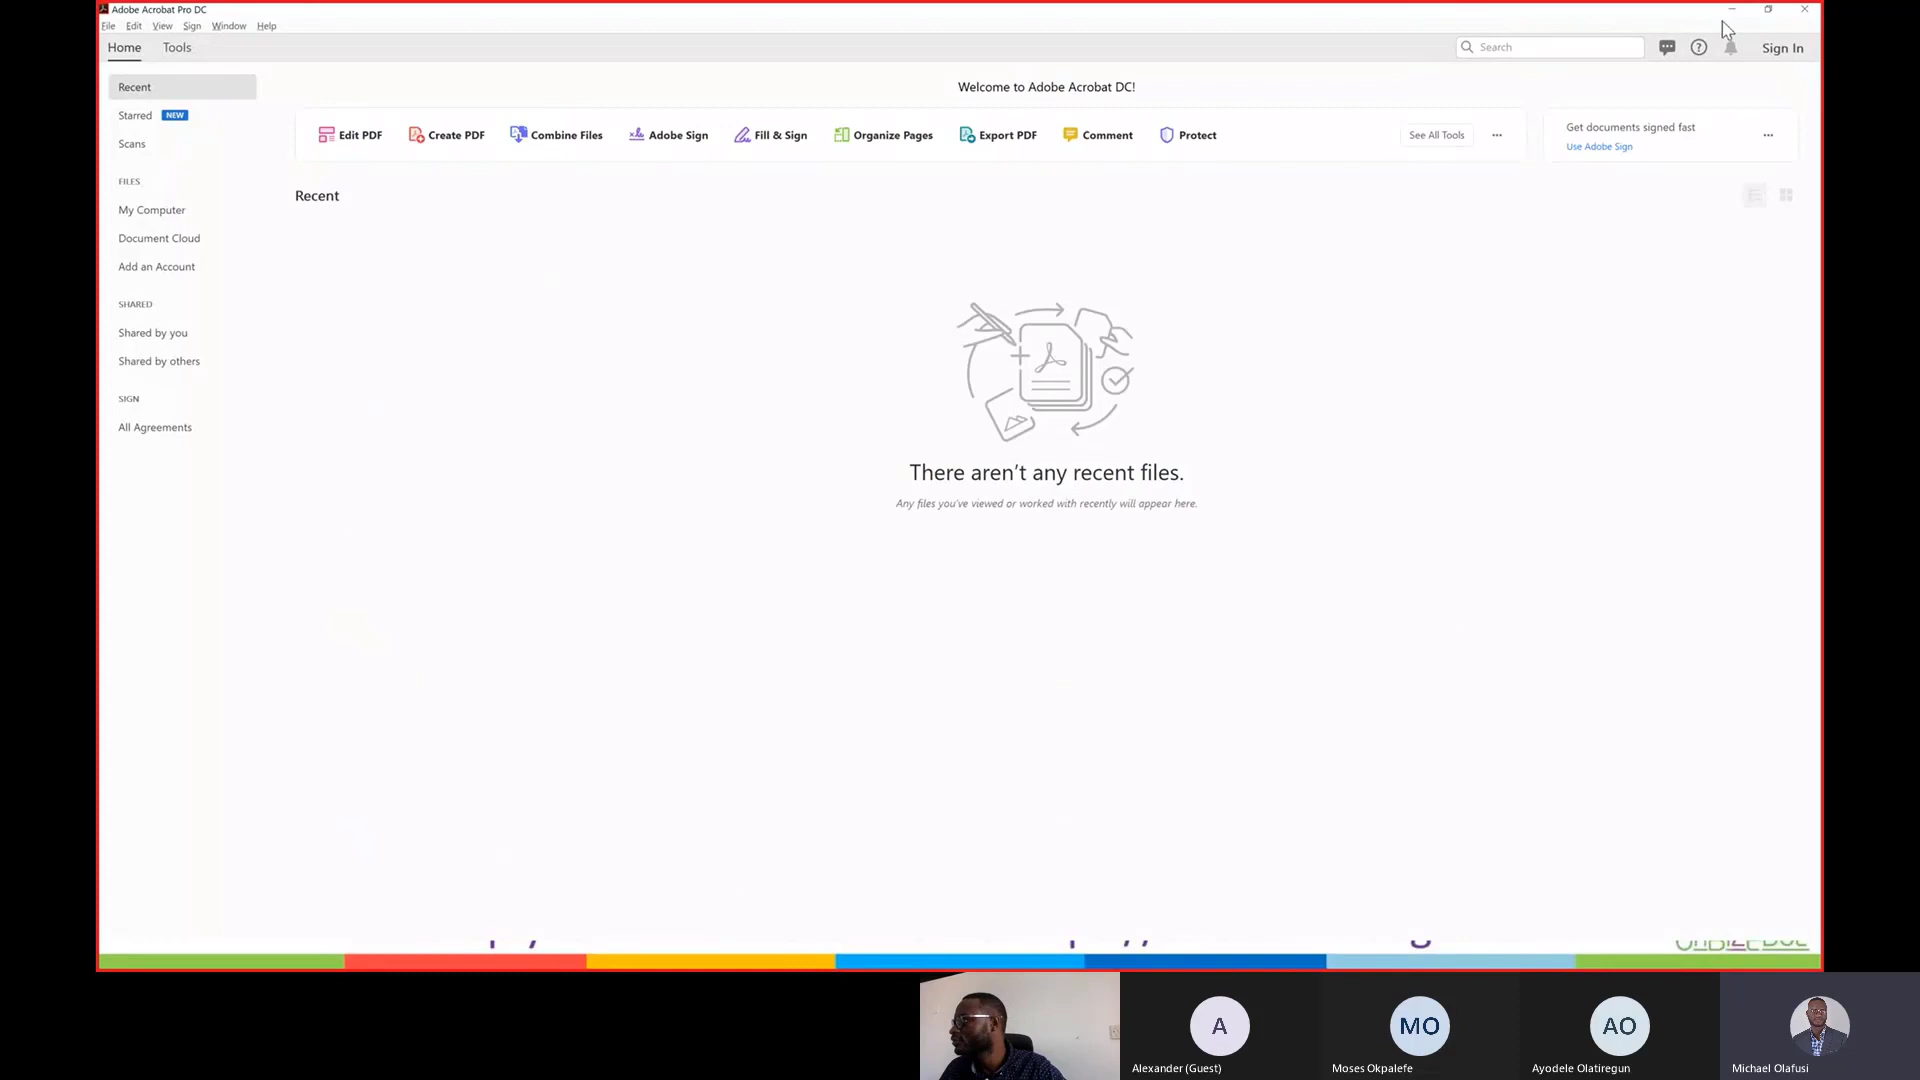 Adobe Acrobat Pro DC
File Edit View Sign Window Help
Home Tools
Search
Sign In
Recent
Starred NEW
Scans
FILES
My Computer
Document Cloud
Add an Account
SHARED
Shared by you
Shared by others
SIGN
All Agreements
Welcome to Adobe Acrobat DC!
Edit PDF Create PDF Combine Files Adobe Sign Fill & Sign Organize Pages Export PDF Comment Protect
See All Tools
Get documents signed fast
Use Adobe Sign
Recent
There aren't any recent files.
Any files you've viewed or worked with recently will appear here.
A
MO
AO
Alexander (Guest)
Moses Okpalefe
Ayodele Olatiregun
Michael Olafusi